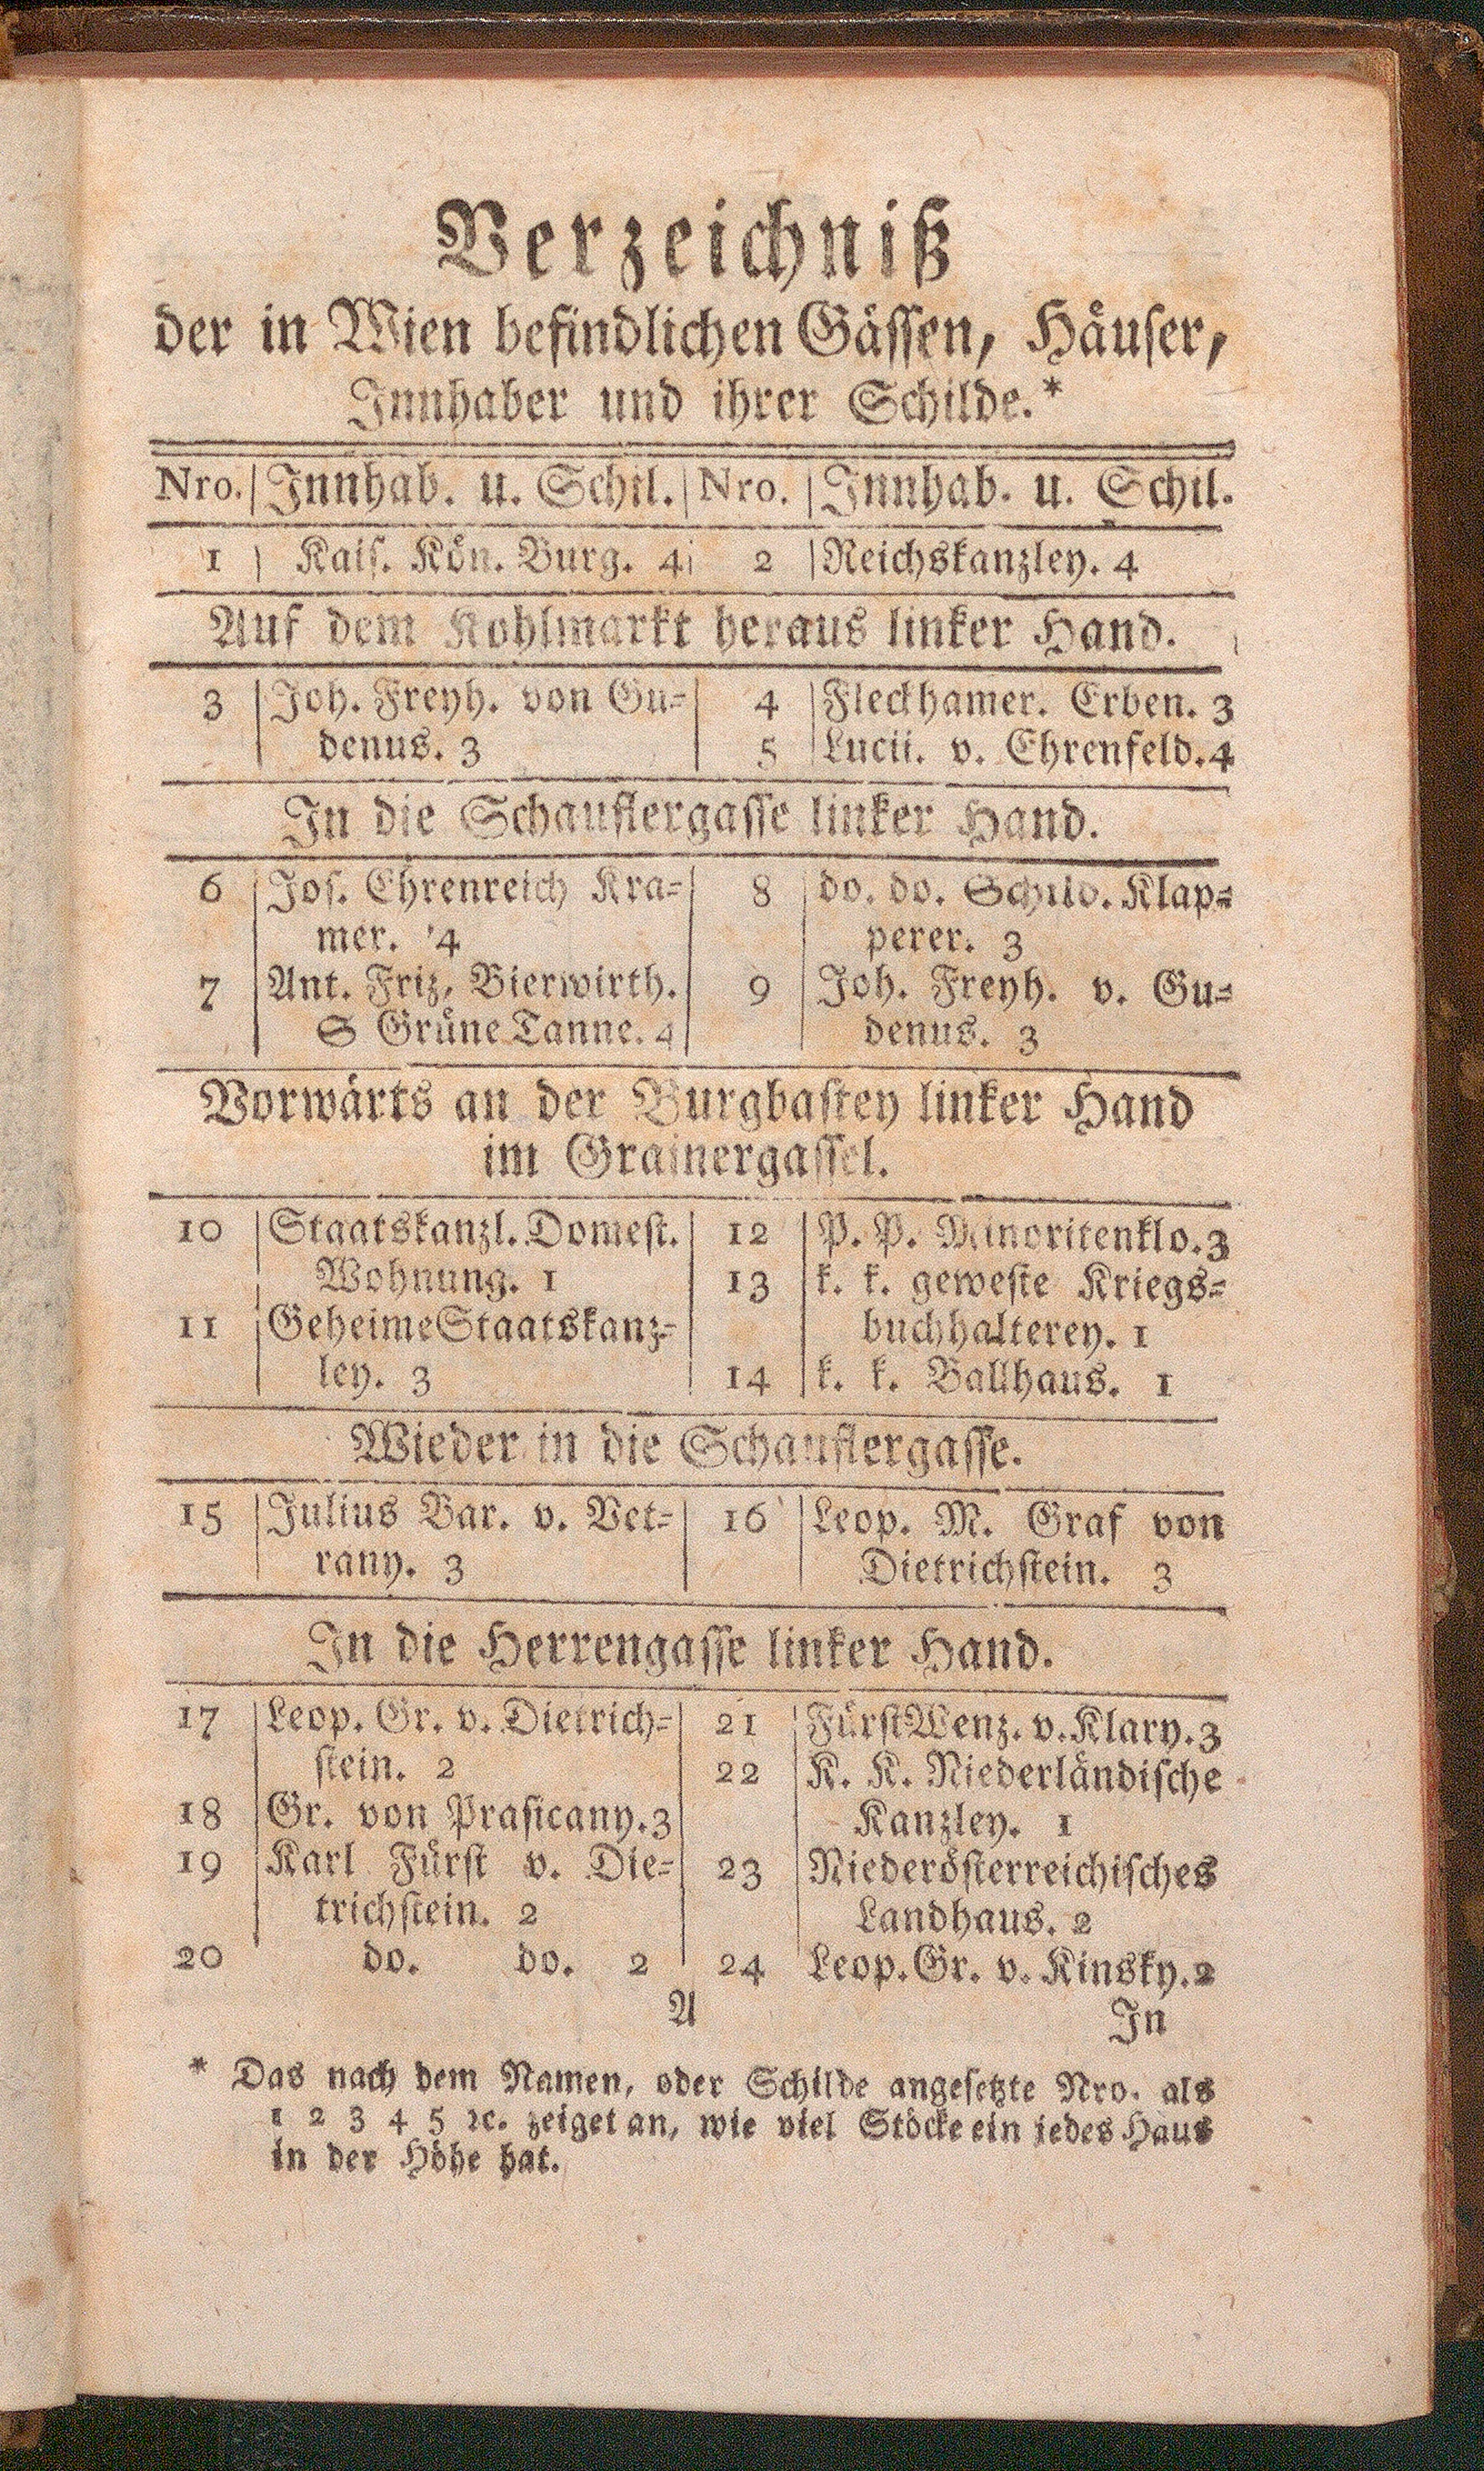 Verzeichniß
der in Wien befindlichen Gässen, Häuser,
Innhaber und ihrer Schilde.*
Nro. Innhab. u. Schil. Nro. Innhab. u. Schil.
1 Kais. Kön. Burg. 4 2 Reichskanzley. 4
Auf dem Kohlmarkt heraus linker Hand.
3 Joh. Freyh. von Gu-
denus. 3
4 Fleckhamer. Erben. 3
5 Lucii. v. Ehrenfeld. 4
In die Schauflergasse linker Hand.
6 Jos. Ehrenreich Kra-
mer. 4
7 Ant. Friz, Bierwirth.
S Grüne Tanne. 4
8 do. do. Schild. Klap-
perer. 3
9 Joh. Freyh. v. Gu-
denus. 3
Vorwärts an der Burgbastey linker Hand
im Grainergassel.
10 Staatskanzl. Domest.
Wohnung. 1
11 Geheime Staatskanz-
ley. 3
12 P. P. Minoritenklo. 3
13 k. k. geweste Kriegs-
buchhalterey. 1
14 k. k. Ballhaus. 1
Wieder in die Schauflergasse.
15 Julius Bar. v. Vet-
rany. 3
16 Leop. M. Graf von
Dietrichstein. 3
In die Herrengasse linker Hand.
17 Leop. Gr. v. Dietrich-
stein. 2
18 Gr. von Prasicany. 3
19 Karl Fürst v. Die-
trichstein. 2
20 do. do. 2
21 Fürst Wenz. v. Klary. 3
22 K. K. Niederländische
Kanzley. 1
23 Niederösterreichisches
Landhaus. 2
24 Leop. Gr. v. Kinsky. 2
A In
* Das nach dem Namen, oder Schilde angesetzte Nro. als
1 2 3 4 5 ꝛc. zeiget an, wie viel Stöcke ein jedes Haus
in der Höhe hat.